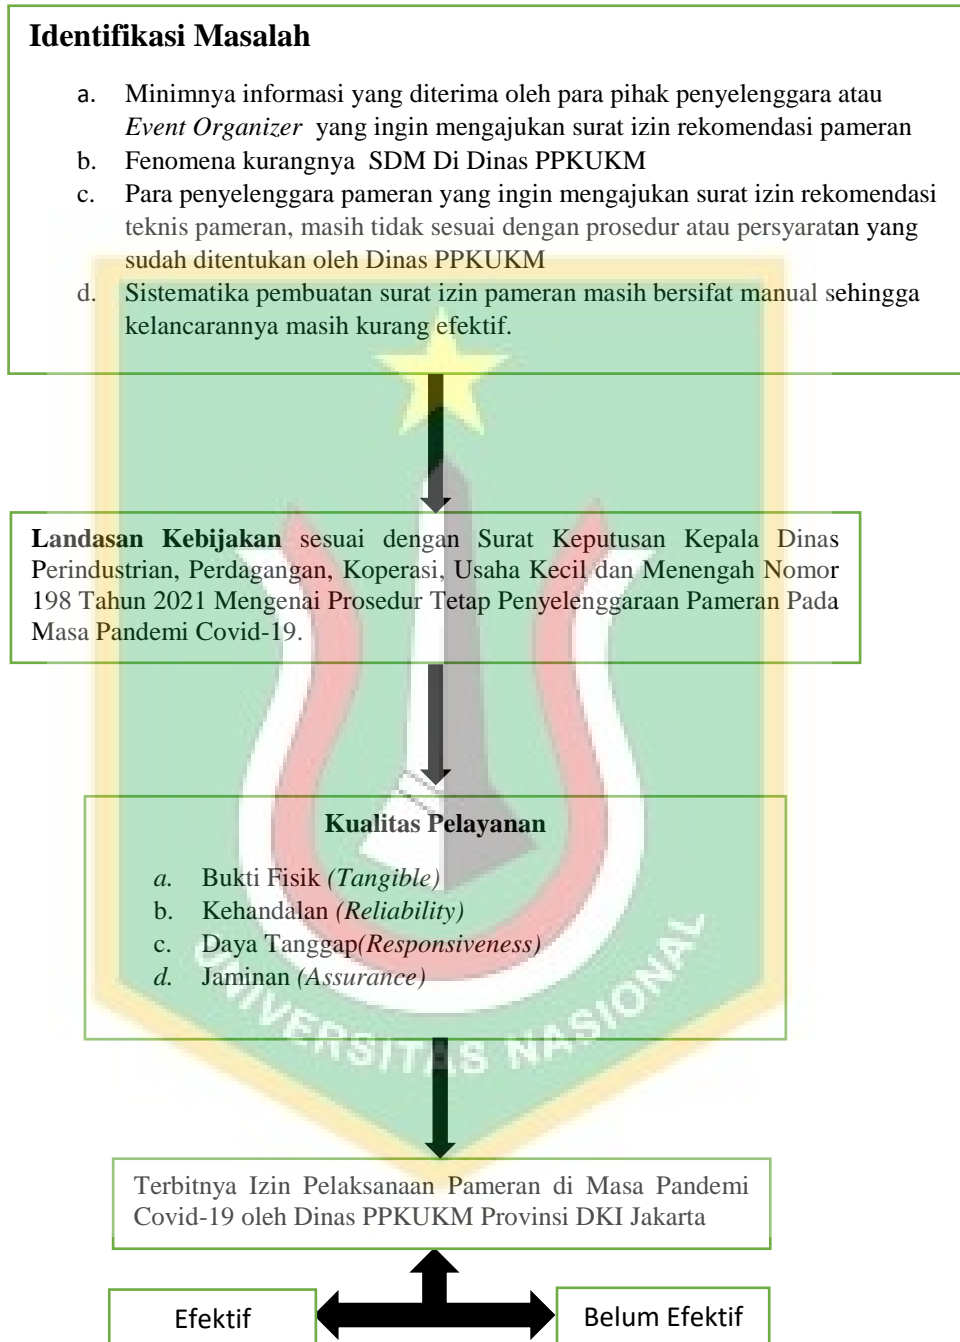 Identifikasi Masalah
a. Minimnya informasi yang diterima oleh para pihak penyelenggara atau
Event Organizer yang ingin mengajukan surat izin rekomendasi pameran
b. Fenomena kurangnya SDM Di Dinas PPKUKM
c. Para penyelenggara pameran yang ingin mengajukan surat izin rekomendasi
teknis pameran, masih tidak sesuai dengan prosedur atau persyaratan yang
sudah ditentukan oleh Dinas PPKUKM
d. Sistematika pembuatan surat izin pameran masih bersifat manual sehingga
kelancarannya masih kurang efektif.
Landasan Kebijakan sesuai dengan Surat Keputusan Kepala Dinas
Perindustrian, Perdagangan, Koperasi, Usaha Kecil dan Menengah Nomor
198 Tahun 2021 Mengenai Prosedur Tetap Penyelenggaraan Pameran Pada
Masa Pandemi Covid-19.
Kualitas Pelayanan
a. Bukti Fisik (Tangible)
b. Kehandalan (Reliability)
c. Daya Tanggap(Responsiveness)
d. Jaminan (Assurance)
UNIVERSITAS NASIONAL
Terbitnya Izin Pelaksanaan Pameran di Masa Pandemi
Covid-19 oleh Dinas PPKUKM Provinsi DKI Jakarta
Efektif
Belum Efektif